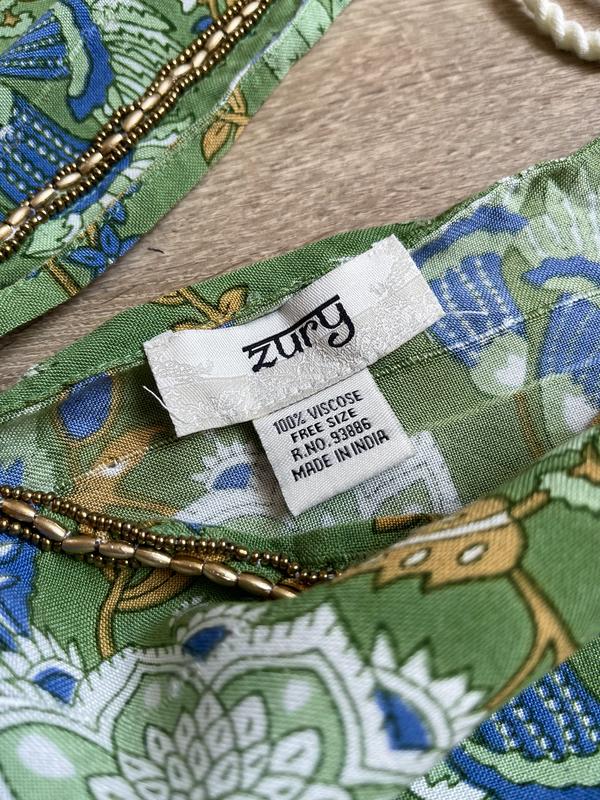 zury
100% VISCOSE
FREE SIZE
R.NO. 93886
MADE IN INDIA